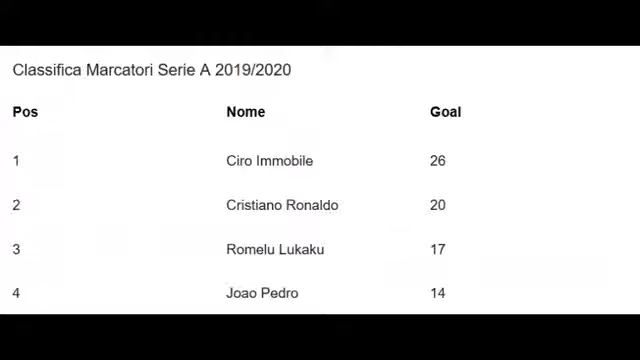 Classifica Marcatori Serie A 2019/2020
Pos Nome Goal
1 Ciro Immobile 26
2 Cristiano Ronaldo 20
3 Romelu Lukaku 17
4 Joao Pedro 14